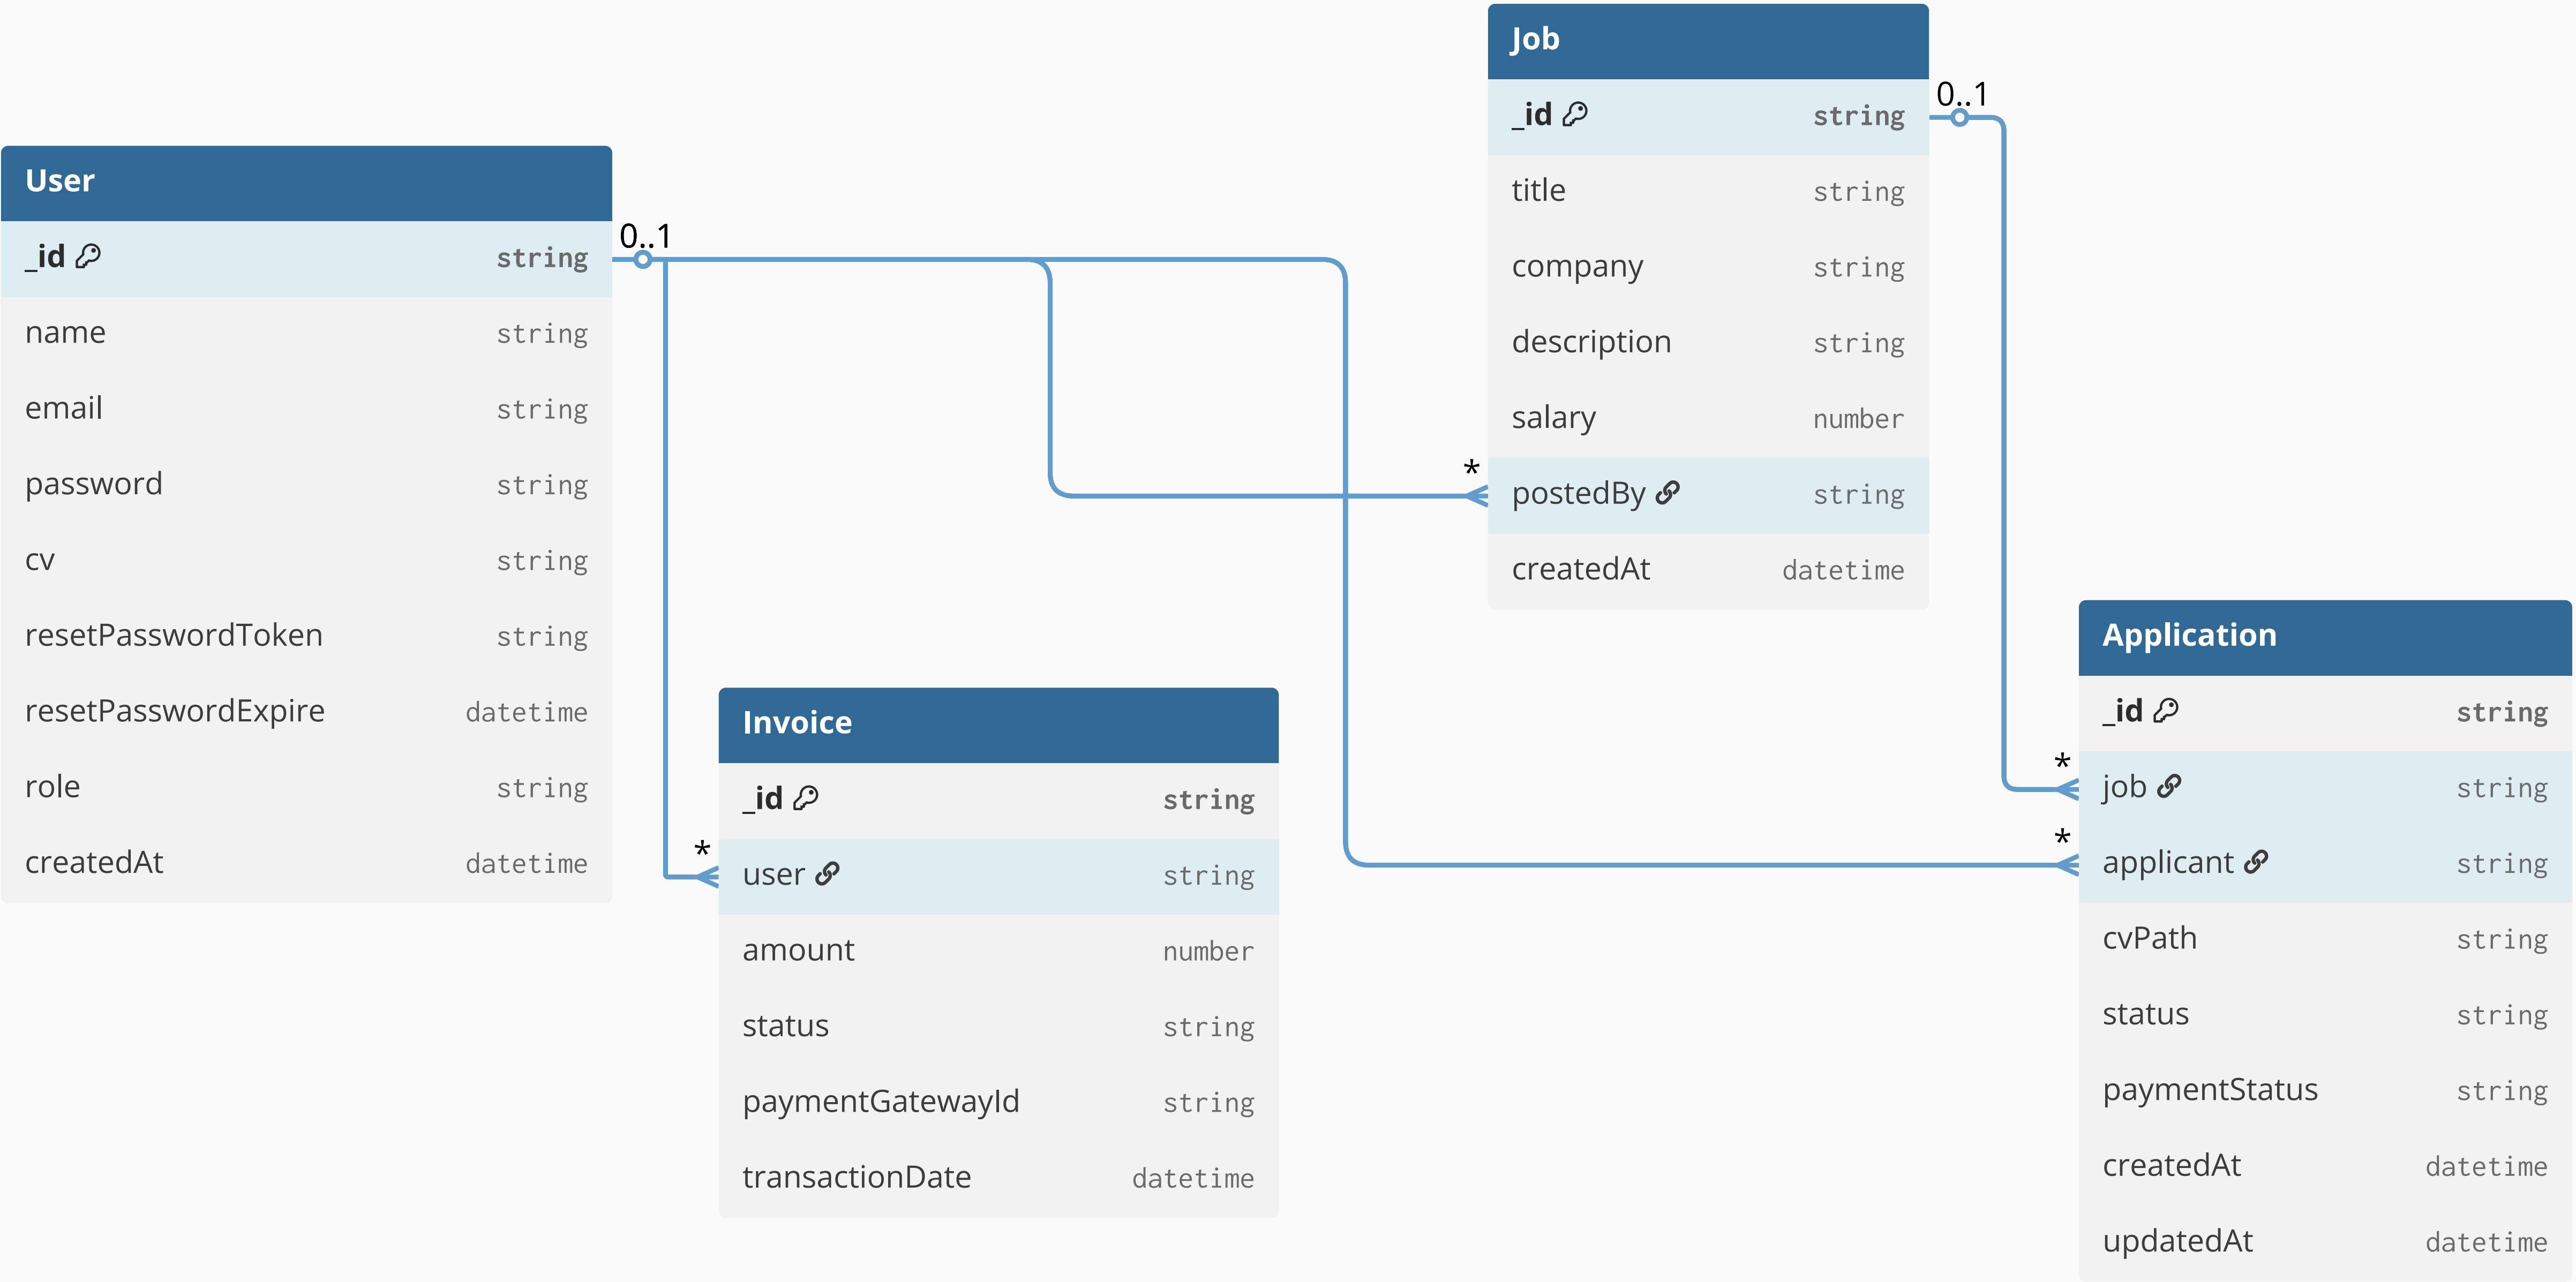 User
_id string
name string
email string
password string
cv string
resetPasswordToken string
resetPasswordExpire datetime
role string
createdAt datetime
0..1
Invoice
_id string
* user string
amount number
status string
paymentGatewayId string
transactionDate datetime
Job
_id string
title string
company string
description string
salary number
* postedBy string
createdAt datetime
0..1
Application
_id string
* job string
* applicant string
cvPath string
status string
paymentStatus string
createdAt datetime
updatedAt datetime